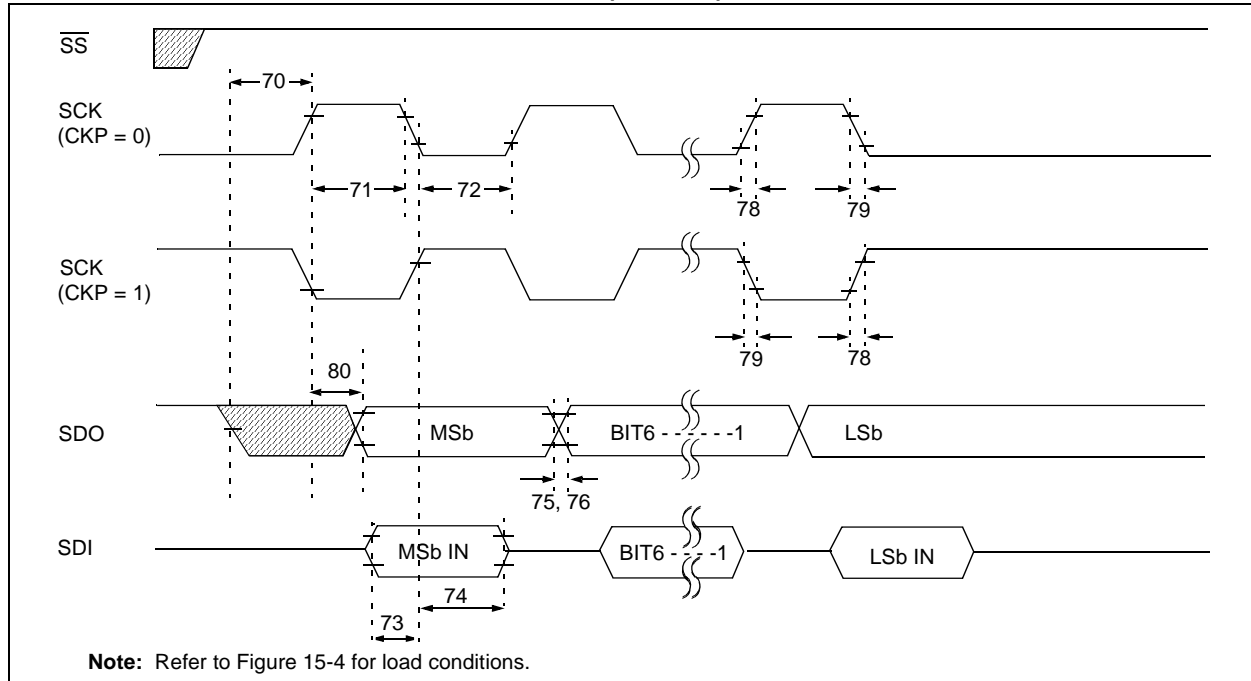 SS
70
SCK
(CKP = 0)
71
72
78
79
SCK
(CKP = 1)
79
78
80
SDO
MSb
BIT6 - - - - - -1
LSb
75, 76
SDI
MSb IN
BIT6 - - - - -1
LSb IN
74
73
Note: Refer to Figure 15-4 for load conditions.